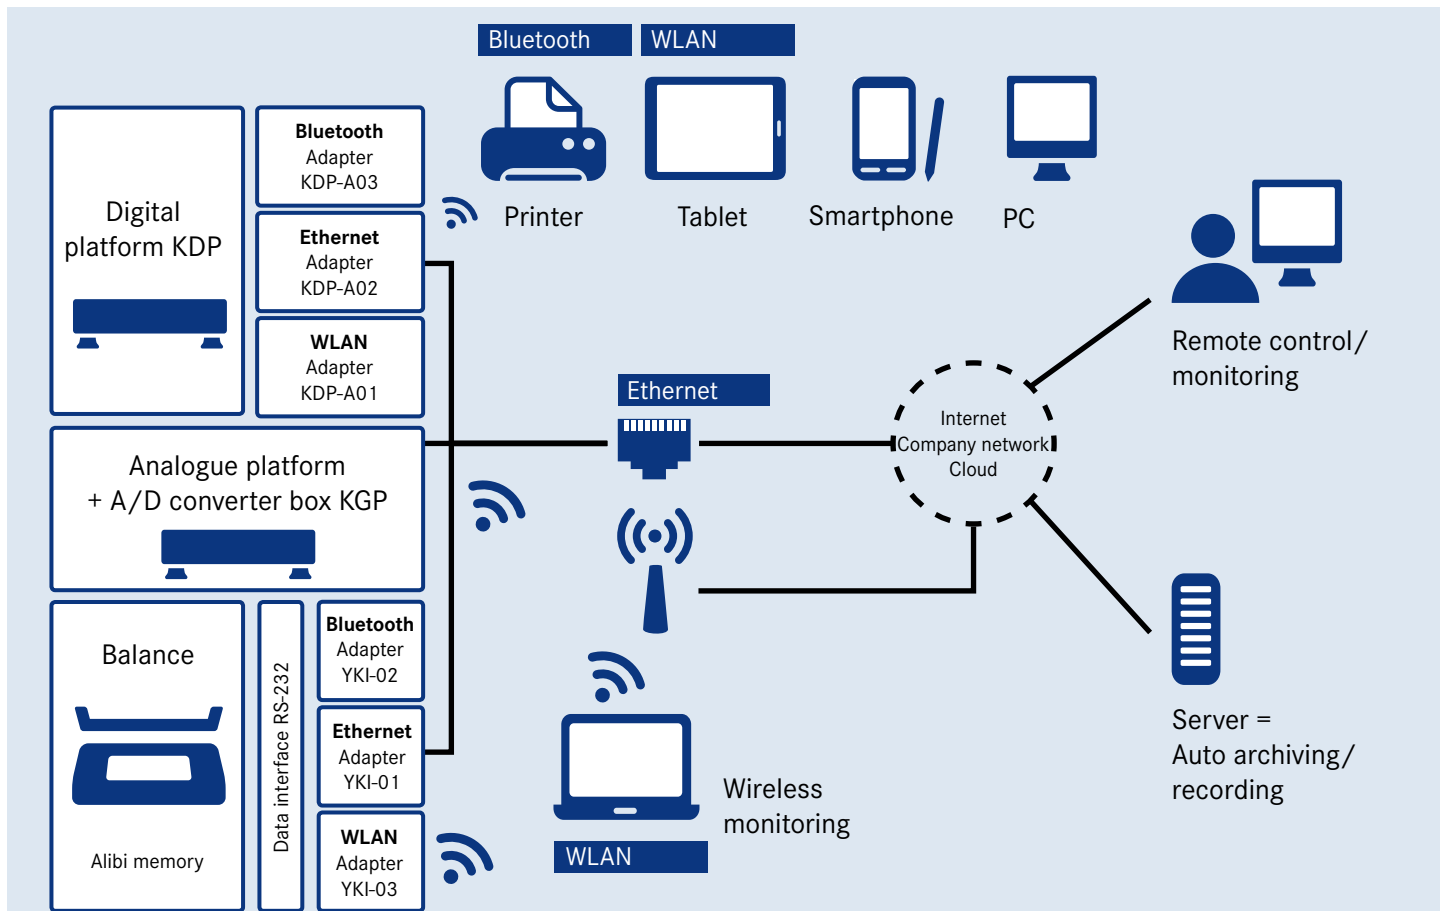 Bluetooth
WLAN
Printer
Tablet
Smartphone
PC
Digital
platform KDP
Bluetooth
Adapter
KDP-A03
Ethernet
Adapter
KDP-A02
WLAN
Adapter
KDP-A01
Analogue platform
+ A/D converter box KGP
Balance
Alibi memory
Data interface RS-232
Bluetooth
Adapter
YKI-02
Ethernet
Adapter
YKI-01
WLAN
Adapter
YKI-03
Ethernet
Internet
Company network
Cloud
Wireless
monitoring
WLAN
Remote control/
monitoring
Server =
Auto archiving/
recording